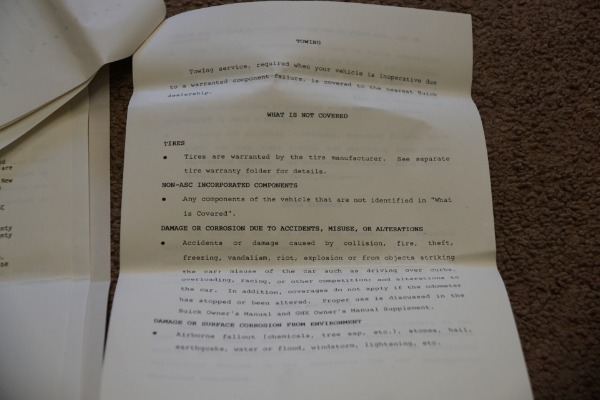 TOWING
Towing service, required when your vehicle is inoperative due
to a warranted component failure, is covered to the nearest Buick
dealership.
WHAT IS NOT COVERED
TIRES
• Tires are warranted by the tire manufacturer. See separate
tire warranty folder for details.
NON-ASC INCORPORATED COMPONENTS
• Any components of the vehicle that are not identified in "What
is Covered".
DAMAGE OR CORROSION DUE TO ACCIDENTS, MISUSE, OR ALTERATIONS
• Accidents or damage caused by collision, fire, theft,
freezing, vandalism, riot, explosion or from objects striking
the car; misuse of the car such as driving over curbs,
overloading, racing, or other competition; and alterations to
the car. In addition, coverages do not apply if the odometer
has stopped or been altered. Proper use is discussed in the
Buick Owner's Manual and GNX Owner's Manual Supplement.
DAMAGE OR SURFACE CORROSION FROM ENVIRONMENT
• Airborne fallout (chemicals, tree sap, etc.), stones, hail,
earthquake, water or flood, windstorm, lightening, etc.
are
New